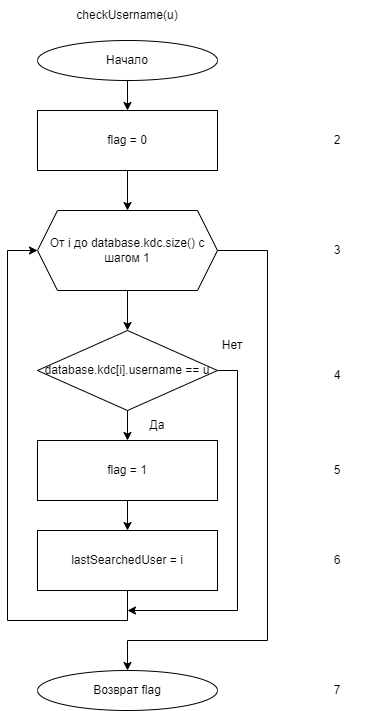 checkUsername(u)
Начало
flag = 0
2
От i до database.kdc.size() с
шагом 1
3
Нет
database.kdc[i].username == u
4
Да
flag = 1
5
lastSearchedUser = i
6
Возврат flag
7